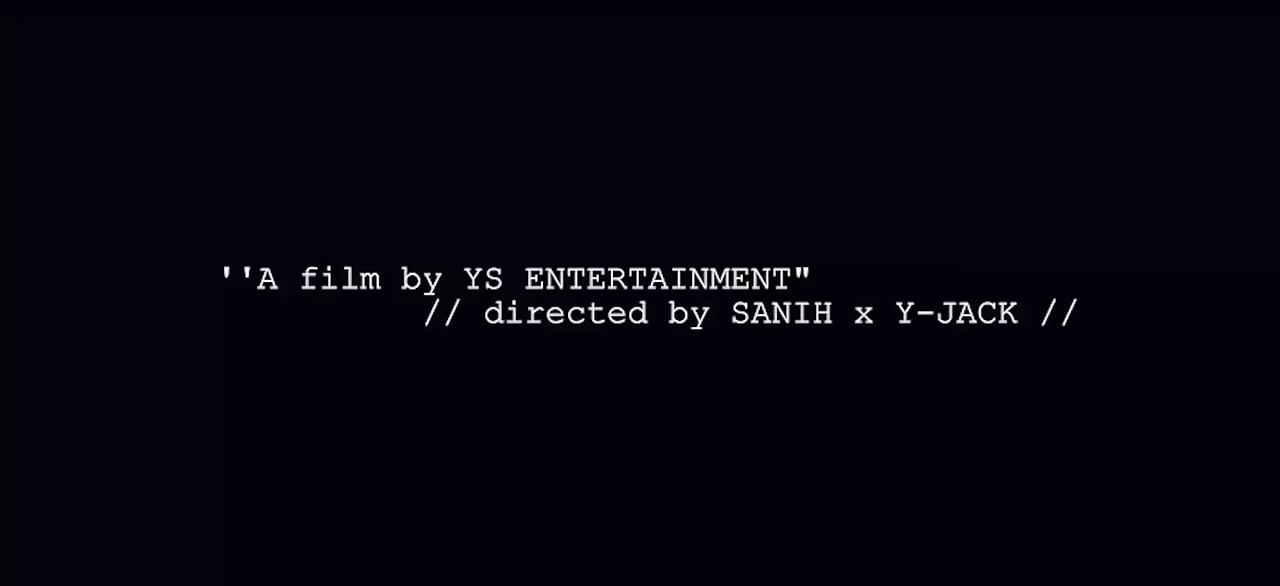 ''A film by YS ENTERTAINMENT"
// directed by SANIH x Y-JACK //